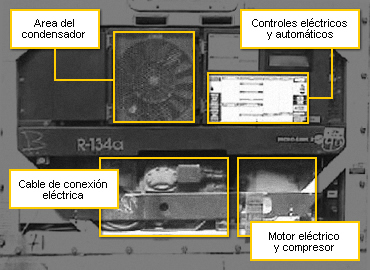 Area del
condensador
Controles eléctricos
y automáticos
R-134a
Cable de conexión
eléctrica
Motor eléctrico
y compresor